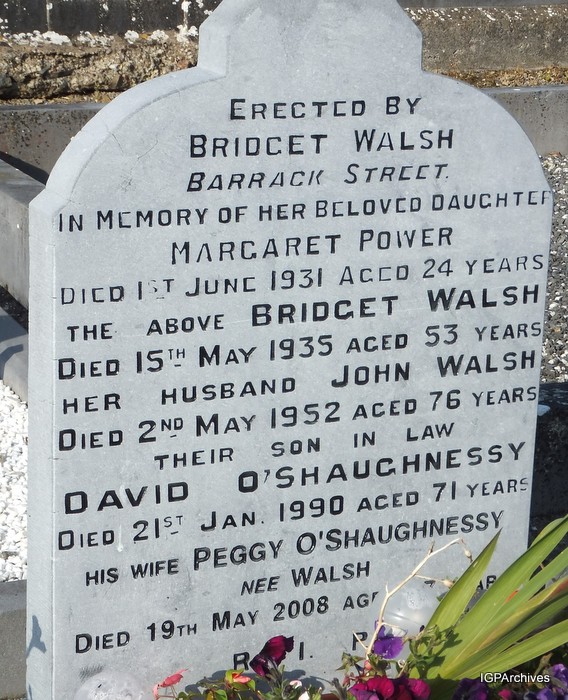 ERECTED BY
BRIDGET WALSH
BARRACK STREET.
IN MEMORY OF HER BELOVED DAUGHTER
MARGARET POWER
DIED 1ST JUNE 1931 AGED 24 YEARS
THE ABOVE BRIDGET WALSH
DIED 15TH MAY 1935 AGED 53 YEARS
HER HUSBAND JOHN WALSH
DIED 2ND MAY 1952 AGED 76 YEARS
THEIR SON IN LAW
DAVID O'SHAUGHNESSY
DIED 21ST JAN. 1990 AGED 71 YEARS
HIS WIFE PEGGY O'SHAUGHNESSY
NEE WALSH
DIED 19TH MAY 2008
IGPArchives